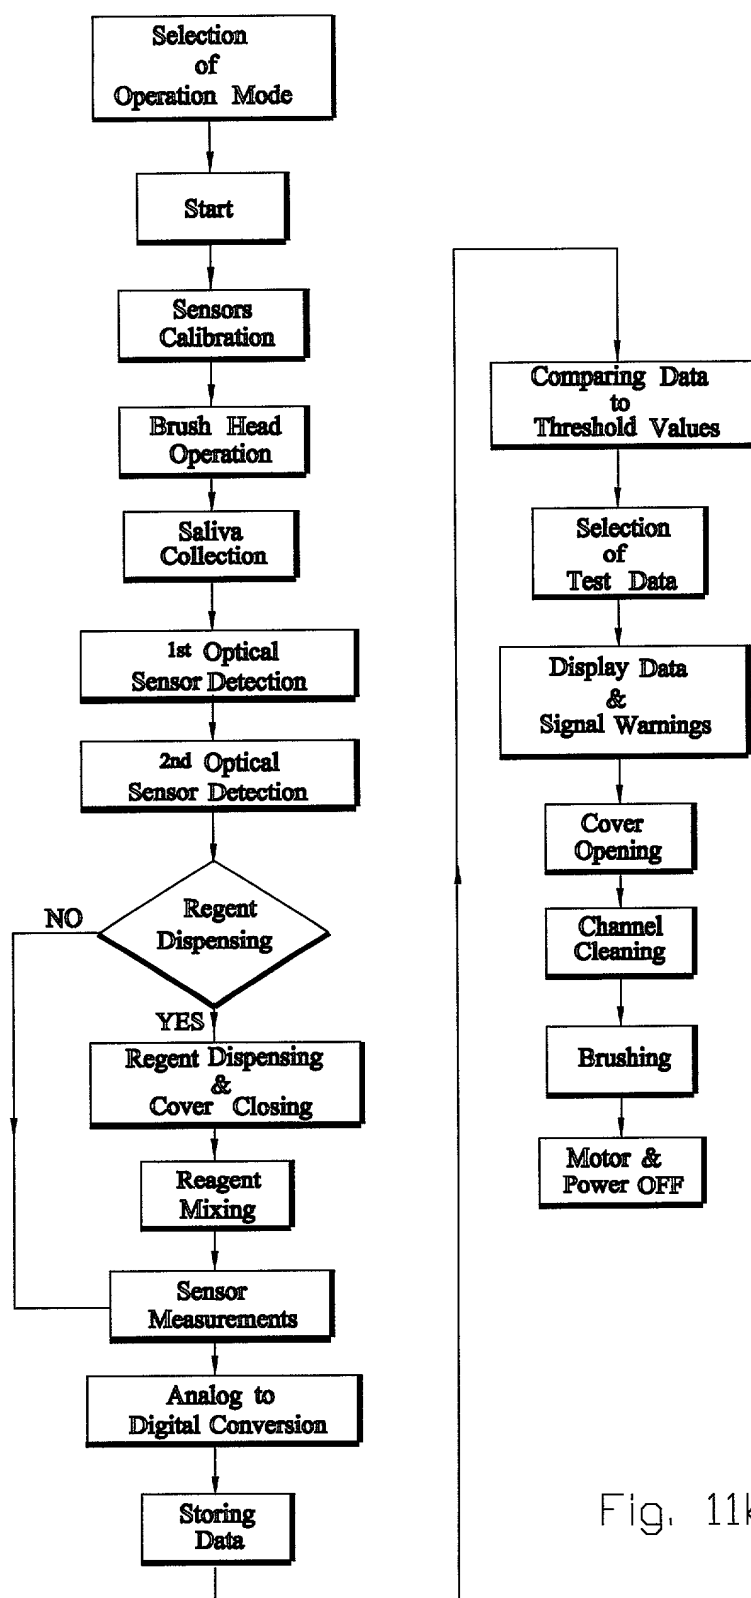 Selection
of
Operation Mode
Start
Sensors
Calibration
Brush Head
Operation
Saliva
Collection
1st Optical
Sensor Detection
2nd Optical
Sensor Detection
Regent
Dispensing
NO
YES
Regent Dispensing
&
Cover Closing
Reagent
Mixing
Sensor
Measurements
Analog to
Digital Conversion
Storing
Data
Comparing Data
to
Threshold Values
Selection
of
Test Data
Display Data
&
Signal Warnings
Cover
Opening
Channel
Cleaning
Brushing
Motor &
Power OFF
Fig. 11k